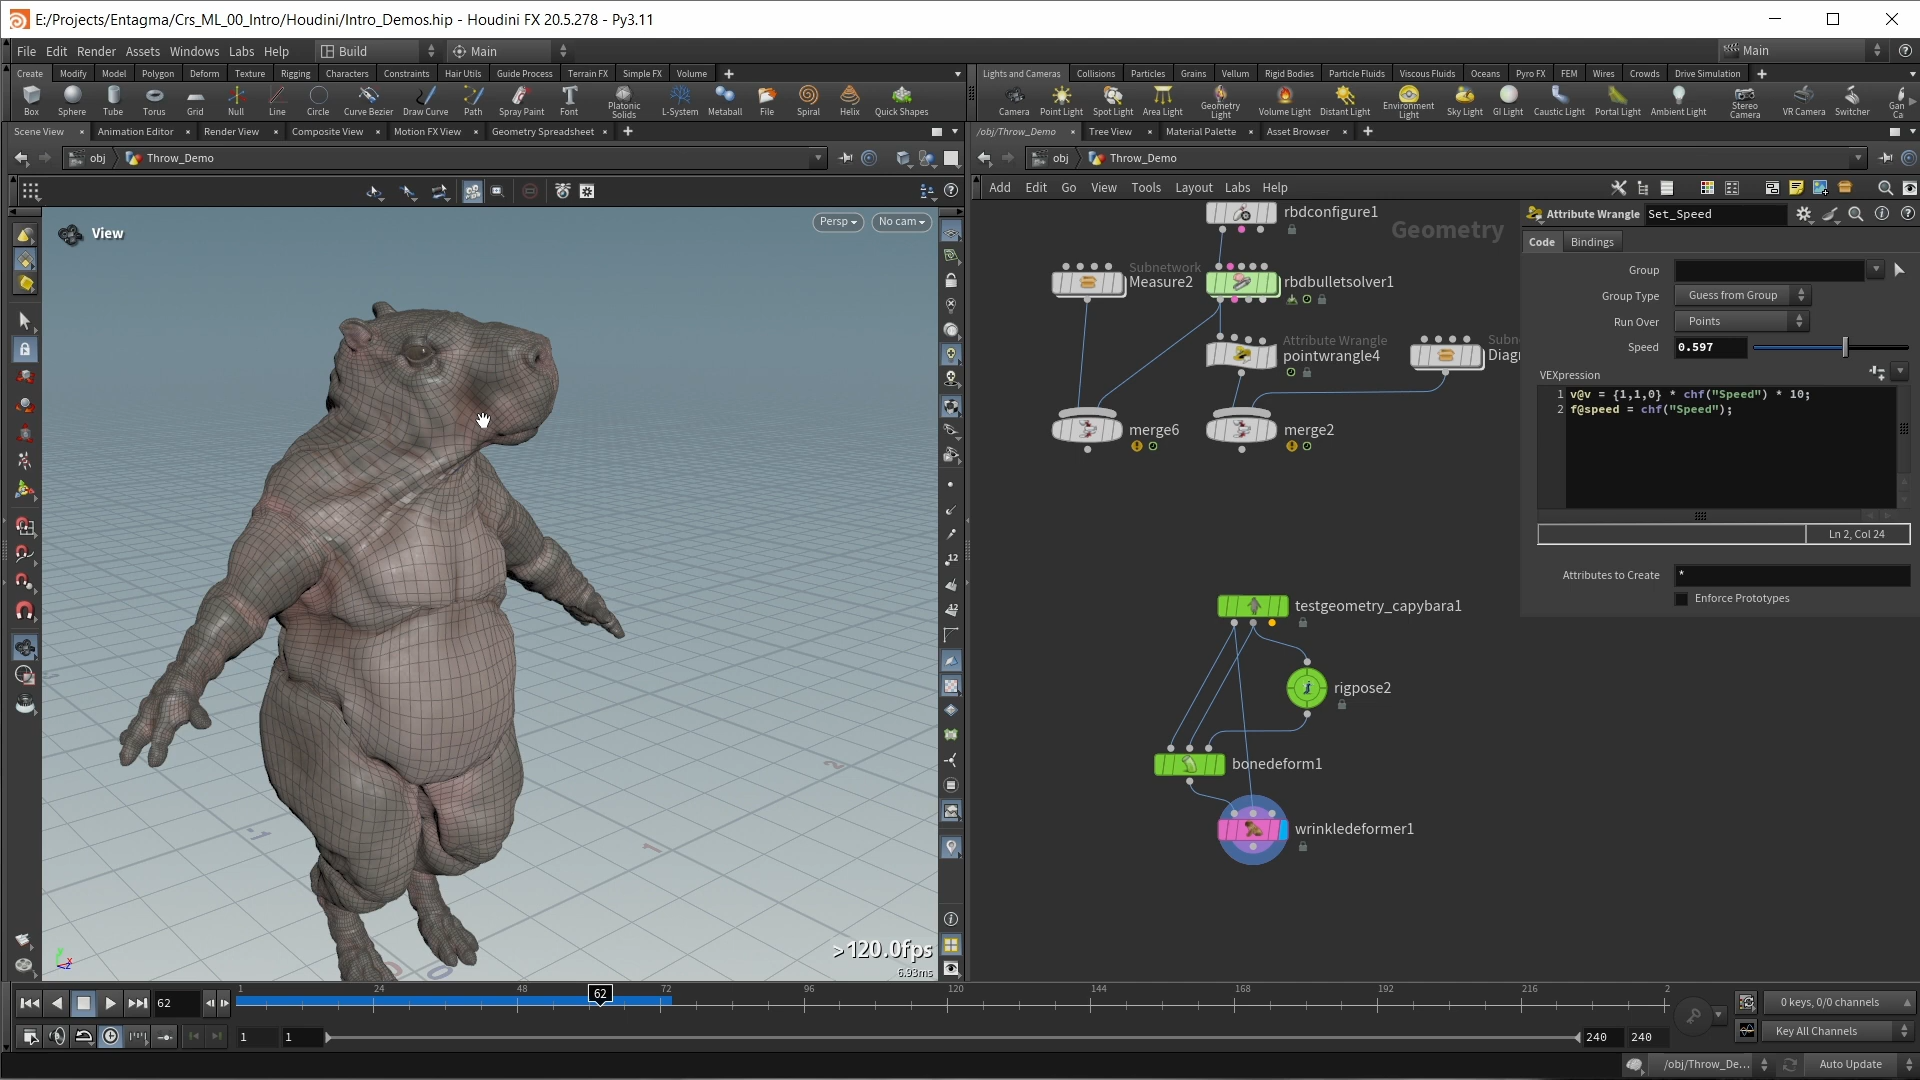 E:/Projects/Entagma/Crs_ML_00_Intro/Houdini/Intro_Demos.hip - Houdini FX 20.5.278 - Py3.11
File Edit Render Assets Windows Labs Help Build Main Main
Create Modify Model Polygon Deform Texture Rigging Characters Constraints Hair Utils Guide Process Terrain FX Simple FX Volume
Lights and Cameras Collisions Particles Grains Vellum Rigid Bodies Particle Fluids Viscous Fluids Oceans Pyro FX FEM Wires Crowds Drive Simulation
Box Sphere Tube Torus Grid Null Line Circle Curve Bezier Draw Curve Path Spray Paint Font Platonic Solids L-System Metaball File Spiral Helix Quick Shapes
Camera Point Light Spot Light Area Light Geometry Light Volume Light Distant Light Environment Light Sky Light GI Light Caustic Light Portal Light Ambient Light Stereo Camera VR Camera Switcher
Scene View Animation Editor Render View Composite View Motion FX View Geometry Spreadsheet
/obj/Throw_Demo Tree View Material Palette Asset Browser
obj Throw_Demo
obj Throw_Demo
Add Edit Go View Tools Layout Labs Help
View
Persp No cam
>120.0fps
6.93ms
Geometry
rbdconfigure1
Subnetwork
Measure2
rbdbulletsolver1
Attribute Wrangle
pointwrangle4
merge6
merge2
testgeometry_capybara1
rigpose2
bonedeform1
wrinkledeformer1
Attribute Wrangle Set_Speed
Code Bindings
Group
Group Type Guess from Group
Run Over Points
Speed 0.597
VEXpression
1 v@v = {1,1,0} * chf("Speed") * 10;
2 f@speed = chf("Speed");
Ln 2, Col 24
Attributes to Create *
Enforce Prototypes
62
1 24 48 62 72 96 120 144 168 192 216 2
0 keys, 0/0 channels
1 1 240 240
Key All Channels
/obj/Throw_De... Auto Update